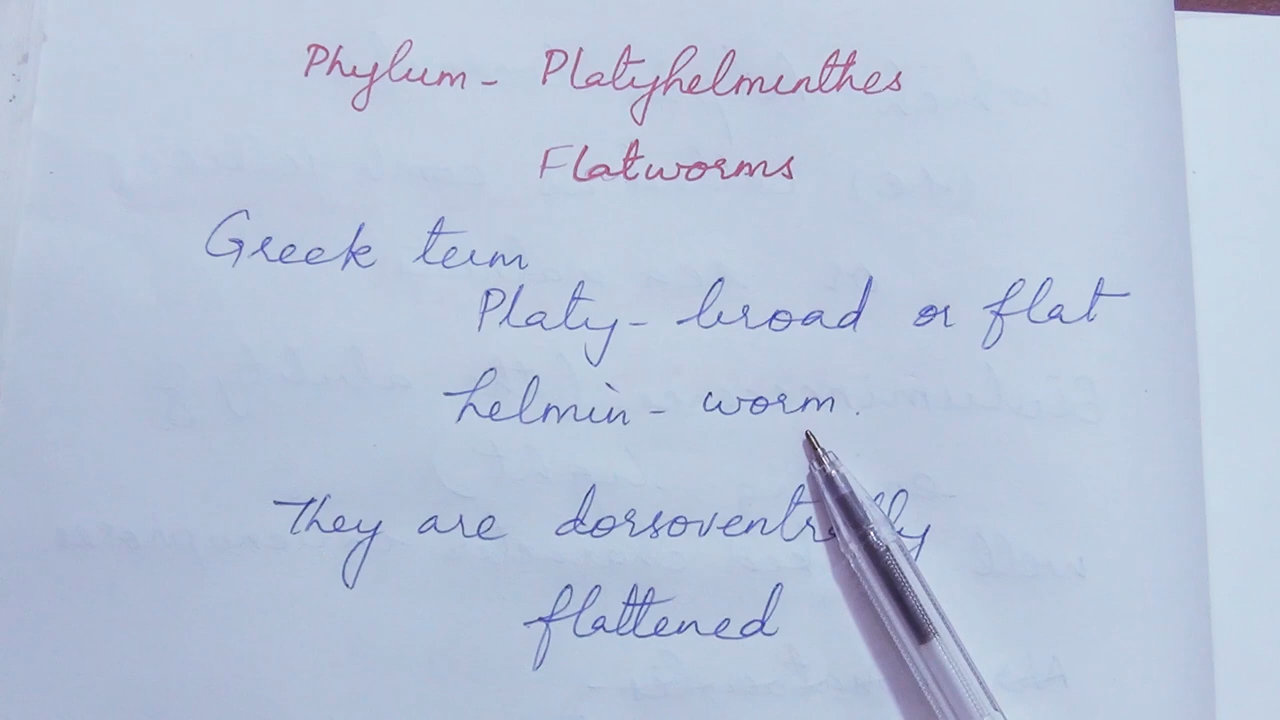 Phylum - Platyhelminthes
Flatworms
Greek term
Platy - broad or flat
helmin - worm.
They are dorsoventrally
flattened